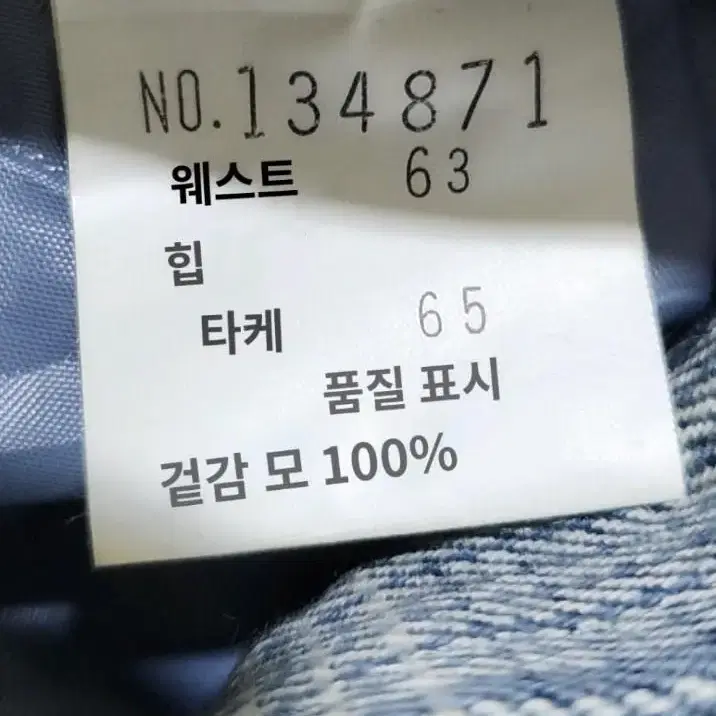 NO.134871
웨스트 63
힙
타케 65
품질 표시
겉감 모 100%